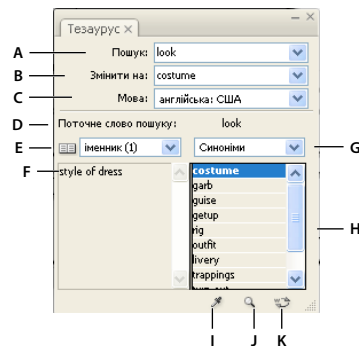 Тезаурус ×
A Пошук: look
B Змінити на: costume
C Мова: англійська: США
D Поточне слово пошуку: look
E іменник (1) Синоніми G
F style of dress
costume
garb
guise
getup
rig
outfit
livery
trappings
H
I J K